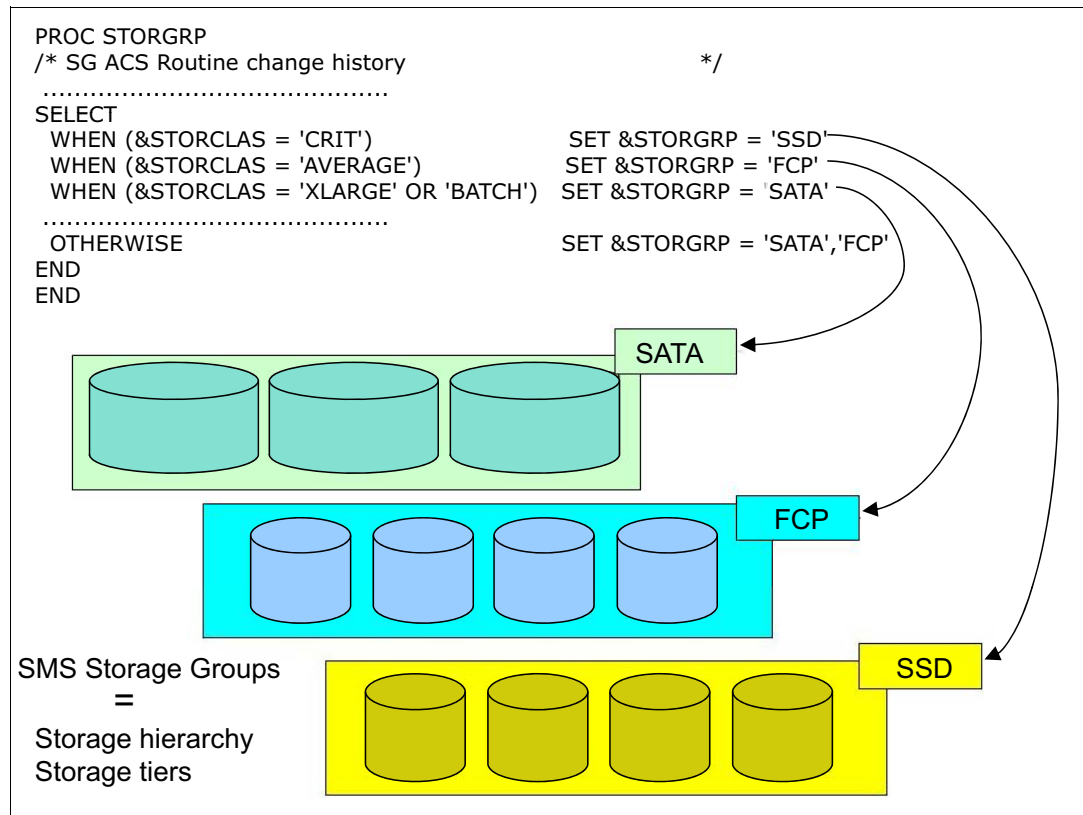 PROC STORGRP
/* SG ACS Routine change history */
............................................
SELECT
WHEN (&STORCLAS = 'CRIT') SET &STORGRP = 'SSD'
WHEN (&STORCLAS = 'AVERAGE') SET &STORGRP = 'FCP'
WHEN (&STORCLAS = 'XLARGE' OR 'BATCH') SET &STORGRP = 'SATA'
............................................
OTHERWISE SET &STORGRP = 'SATA','FCP'
END
END
SATA
FCP
SSD
SMS Storage Groups
=
Storage hierarchy
Storage tiers